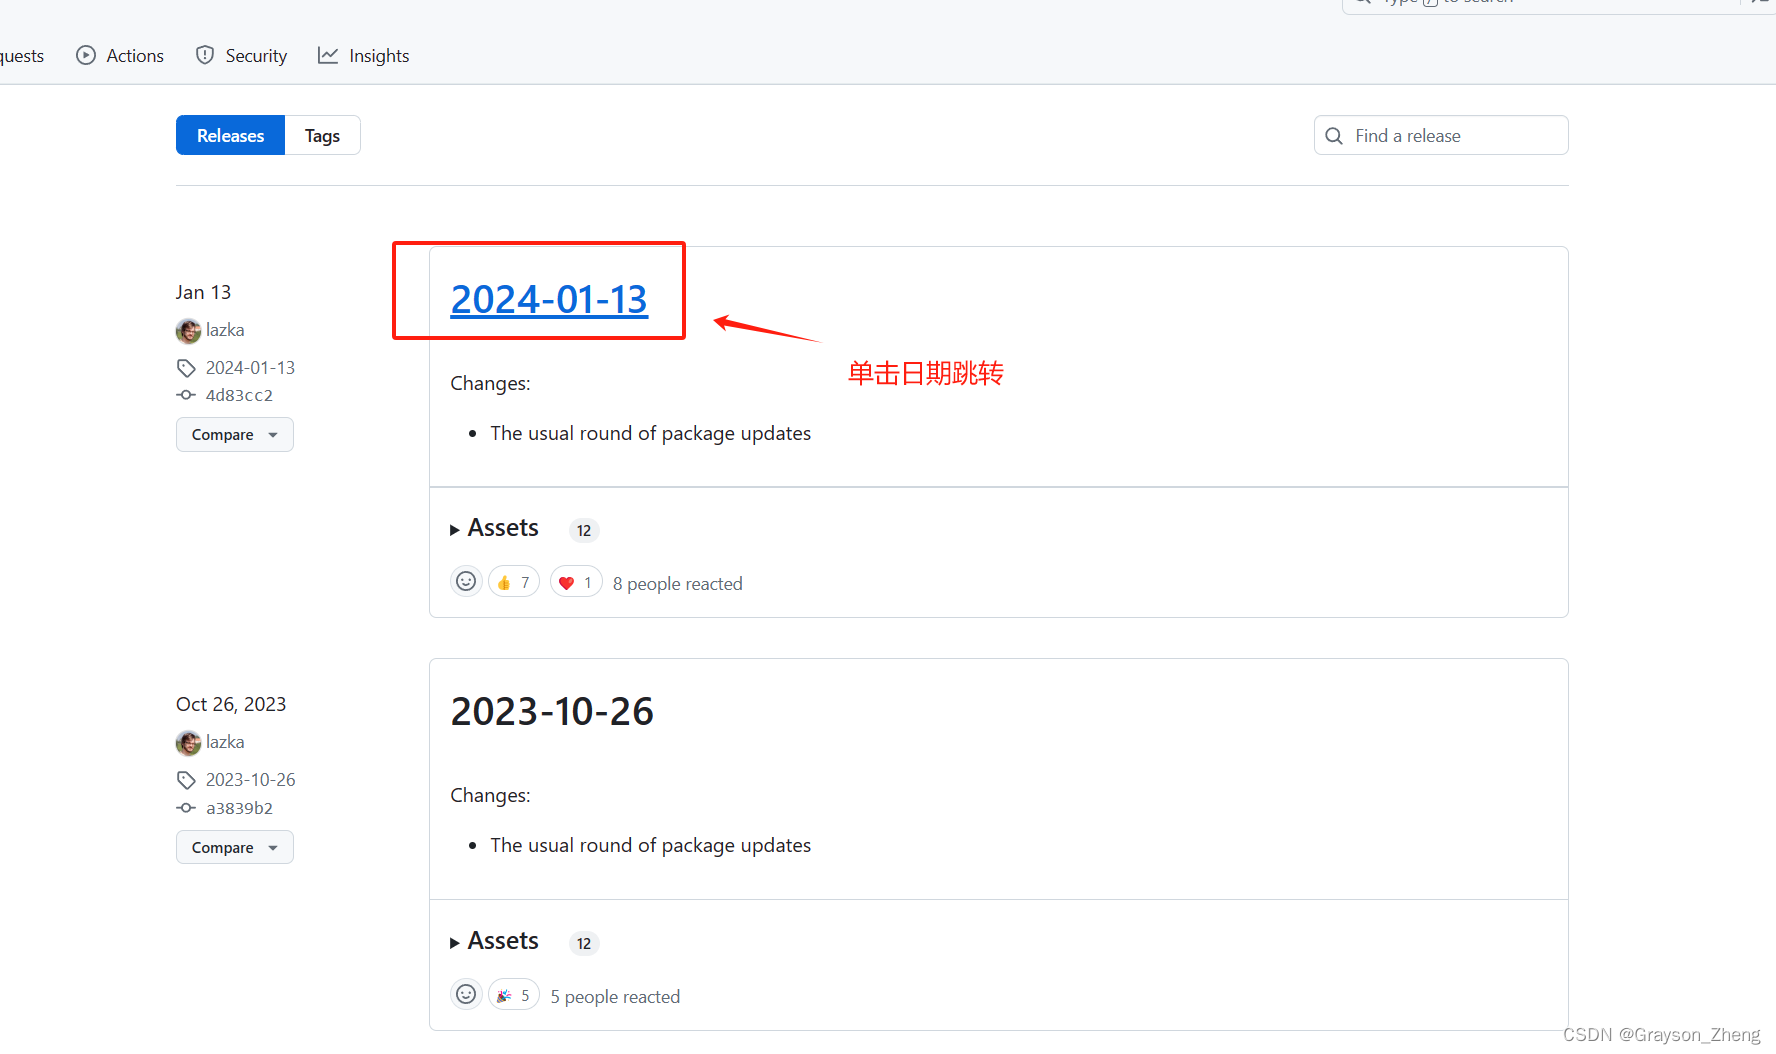 Type / to search
quests Actions Security Insights
Releases Tags
Find a release
Jan 13
lazka
2024-01-13
4d83cc2
Compare
2024-01-13
单击日期跳转
Changes:
• The usual round of package updates
Assets 12
7 1 8 people reacted
Oct 26, 2023
lazka
2023-10-26
a3839b2
Compare
2023-10-26
Changes:
• The usual round of package updates
Assets 12
5 5 people reacted
CSDN @Grayson_Zheng